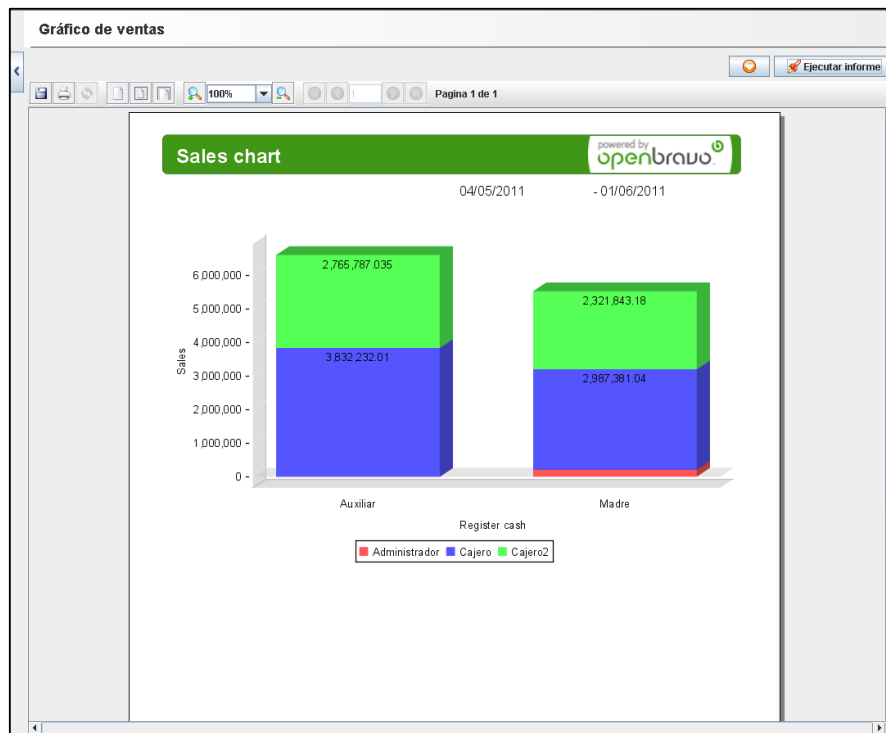 Gráfico de ventas
Ejecutar informe
100%
1
Pagina 1 de 1
Sales chart
powered by
openbravo
04/05/2011 - 01/06/2011
6,000,000
5,000,000
4,000,000
3,000,000
2,000,000
1,000,000
0
Sales
2,765,787.035
3,832,232.01
2,321,843.18
2,987,381.04
Auxiliar Madre
Register cash
Administrador Cajero Cajero2